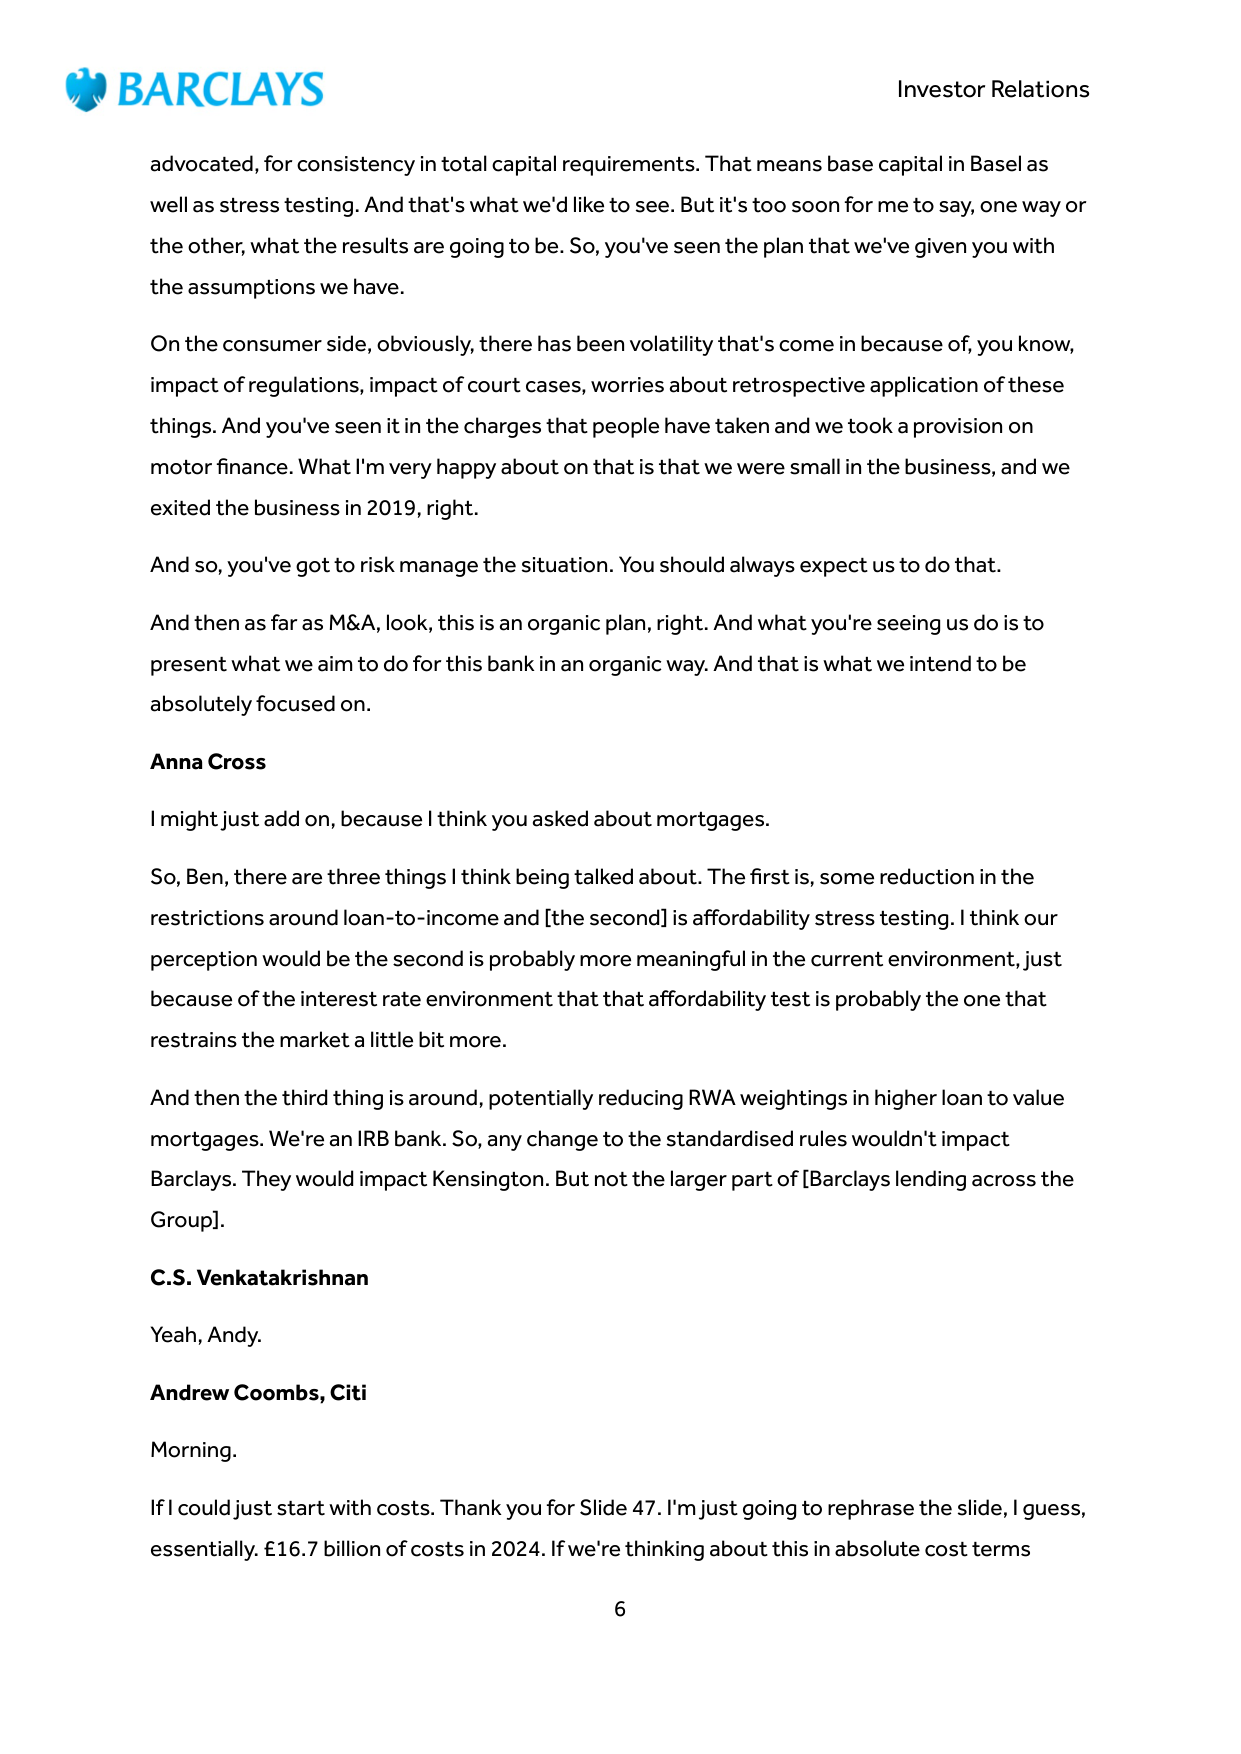 BARCLAYS
Investor Relations
advocated, for consistency in total capital requirements. That means base capital in Basel as
well as stress testing. And that's what we'd like to see. But it's too soon for me to say, one way or
the other, what the results are going to be. So, you've seen the plan that we've given you with
the assumptions we have.
On the consumer side, obviously, there has been volatility that's come in because of, you know,
impact of regulations, impact of court cases, worries about retrospective application of these
things. And you've seen it in the charges that people have taken and we took a provision on
motor finance. What I'm very happy about on that is that we were small in the business, and we
exited the business in 2019, right.
And so, you've got to risk manage the situation. You should always expect us to do that.
And then as far as M&A, look, this is an organic plan, right. And what you're seeing us do is to
present what we aim to do for this bank in an organic way. And that is what we intend to be
absolutely focused on.
Anna Cross
I might just add on, because I think you asked about mortgages.
So, Ben, there are three things I think being talked about. The first is, some reduction in the
restrictions around loan-to-income and [the second] is affordability stress testing. I think our
perception would be the second is probably more meaningful in the current environment, just
because of the interest rate environment that that affordability test is probably the one that
restrains the market a little bit more.
And then the third thing is around, potentially reducing RWA weightings in higher loan to value
mortgages. We're an IRB bank. So, any change to the standardised rules wouldn't impact
Barclays. They would impact Kensington. But not the larger part of [Barclays lending across the
Group].
C.S. Venkatakrishnan
Yeah, Andy.
Andrew Coombs, Citi
Morning.
If I could just start with costs. Thank you for Slide 47. I'm just going to rephrase the slide, I guess,
essentially. £16.7 billion of costs in 2024. If we're thinking about this in absolute cost terms
6